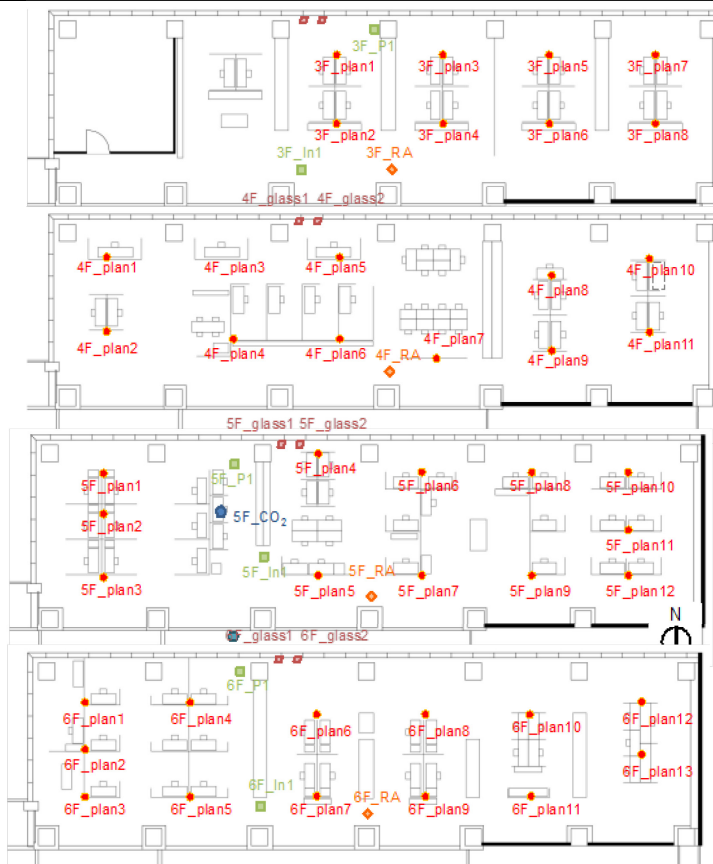 3F_P1
3F_plan1 3F_plan3 3F_plan5 3F_plan7
3F_plan2 3F_plan4 3F_plan6 3F_plan8
3F_In1 3F_RA
4F_glass1 4F_glass2
4F_plan1 4F_plan3 4F_plan5 4F_plan10
4F_plan8
4F_plan2 4F_plan4 4F_plan6 4F_plan7 4F_plan11
4F_RA 4F_plan9
5F_glass1 5F_glass2
5F_plan4
5F_plan1 5F_P1 5F_plan6 5F_plan8 5F_plan10
5F_plan2 5F_CO₂
5F_plan11
5F_In1 5F_RA
5F_plan3 5F_plan5 5F_plan7 5F_plan9 5F_plan12
N
6F_glass1 6F_glass2
6F_P1
6F_plan1 6F_plan4 6F_plan6 6F_plan8 6F_plan10 6F_plan12
6F_plan2 6F_plan13
6F_In1
6F_plan3 6F_plan5 6F_plan7 6F_RA 6F_plan9 6F_plan11